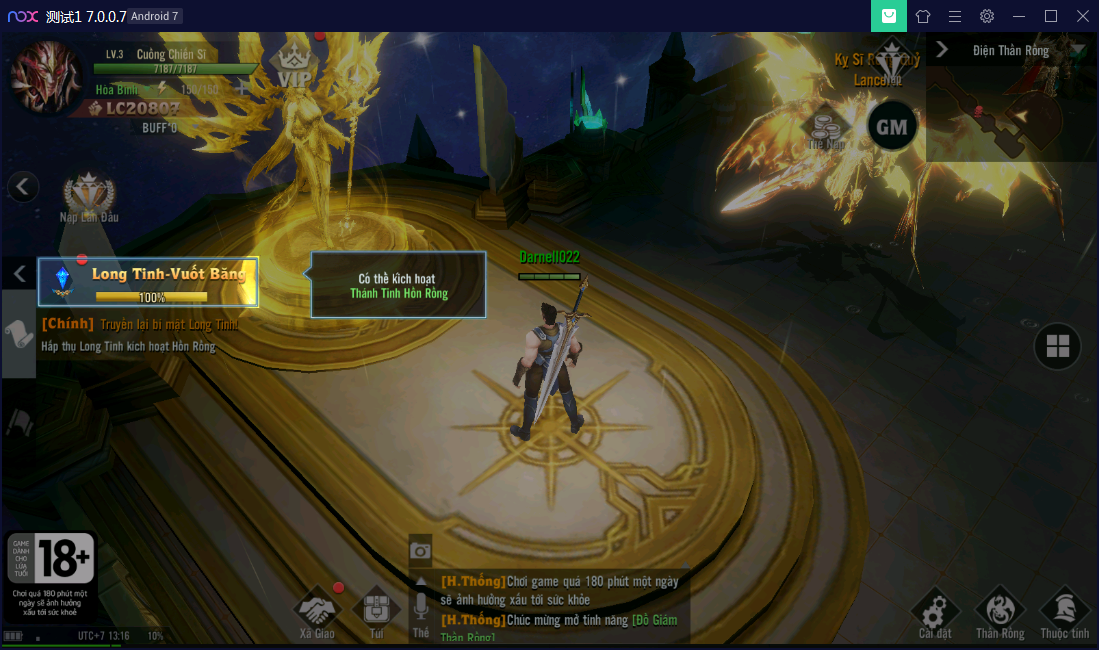 nox 测试1 7.0.0.7 Android 7
LV.3 Cuồng Chiến Sĩ
7187/7187
Hòa Bình 150/150
LC20807
BUFF:0
VIP
Nạp Lần Đầu
Long Tinh-Vuốt Băng
100%
[Chính] Truyền lại bí mật Long Tinh!
Hấp thụ Long Tinh kích hoạt Hồn Rồng
Có thể kích hoạt
Thánh Tinh Hồn Rồng
Darnell022
Kỵ Sĩ
GM
Điện Thần Rồng
GAME
DÀNH
CHO
LỨA
TUỔI
18+
Chơi quá 180 phút một
ngày sẽ ảnh hưởng
xấu tới sức khỏe
UTC+7 13:16 10%
Xã Giao
Túi
Thế
[H.Thống]Chơi game quá 180 phút một ngày
sẽ ảnh hưởng xấu tới sức khỏe
[H.Thống]Chúc mừng mở tính năng [Đồ Giám
Thần Rồng]
Cài đặt
Thần Rồng
Thuộc tính